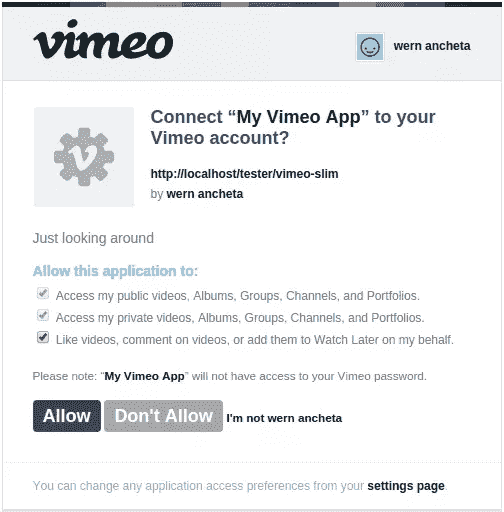 vimeo
wern ancheta
Connect “My Vimeo App” to your
Vimeo account?
http://localhost/tester/vimeo-slim
by wern ancheta
Just looking around
Allow this application to:
Access my public videos, Albums, Groups, Channels, and Portfolios.
Access my private videos, Albums, Groups, Channels, and Portfolios.
Like videos, comment on videos, or add them to Watch Later on my behalf.
Please note: “My Vimeo App” will not have access to your Vimeo password.
Allow Don't Allow I'm not wern ancheta
You can change any application access preferences from your settings page.